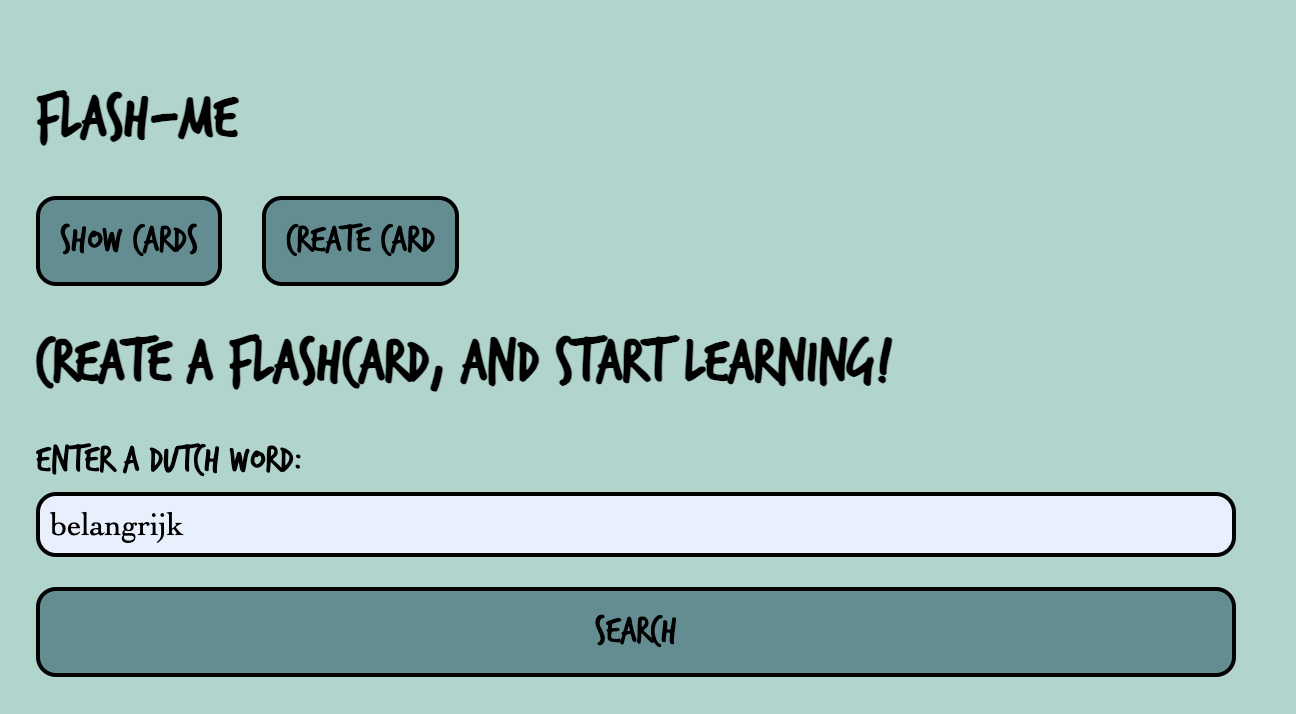 FLASH-ME
SHOW CARDS CREATE CARD
CREATE A FLASHCARD, AND START LEARNING!
ENTER A DUTCH WORD:
belangrijk
SEARCH